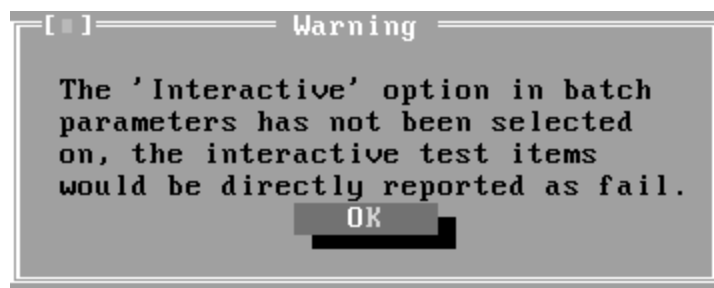 [■] Warning
The 'Interactive' option in batch
parameters has not been selected
on, the interactive test items
would be directly reported as fail.
OK